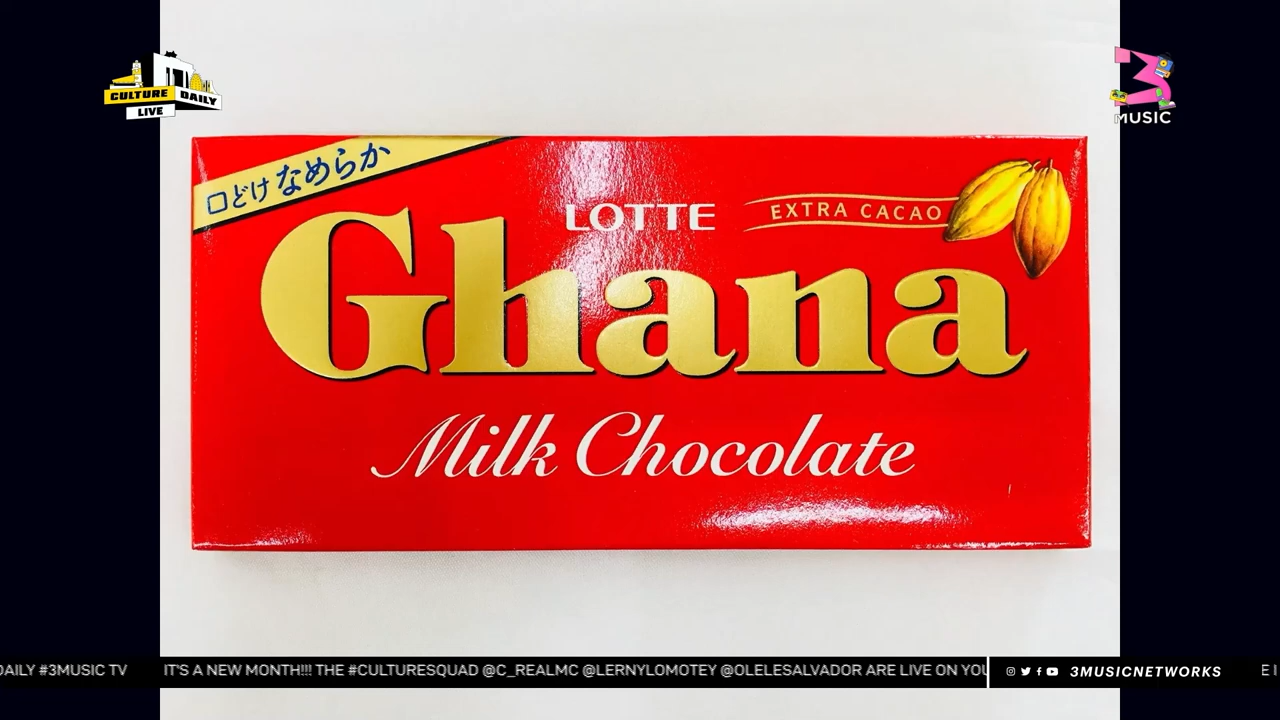 CULTURE DAILY
LIVE
3
MUSIC
口どけなめらか
LOTTE
EXTRA CACAO
Ghana
Milk Chocolate
DAILY #3MUSIC TV IT'S A NEW MONTH!!! THE #CULTURESQUAD @C_REALMC @LERNYLOMOTEY @OLELESALVADOR ARE LIVE ON
3MUSICNETWORKS